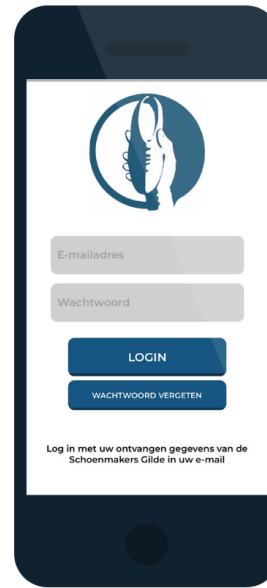 E-mailadres
Wachtwoord
LOGIN
WACHTWOORD VERGETEN
Log in met uw ontvangen gegevens van de
Schoenmakers Gilde in uw e-mail